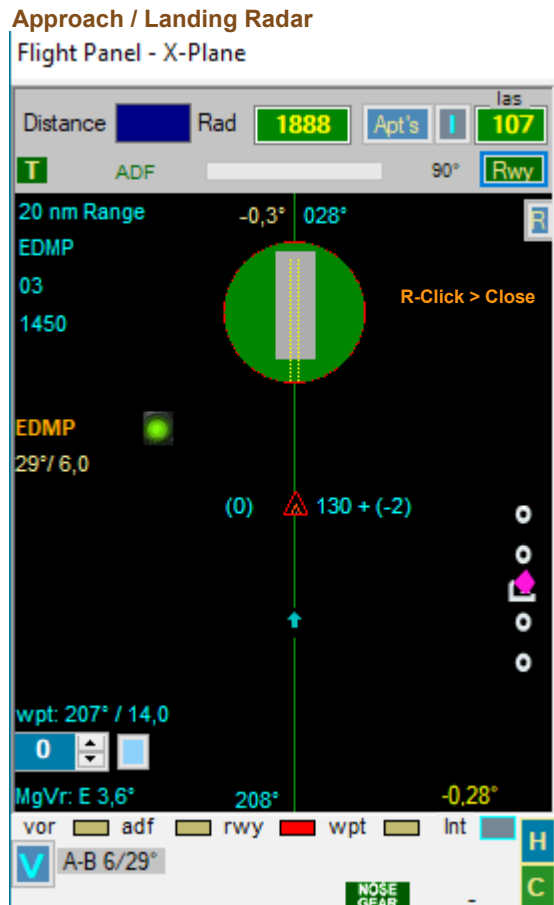 Approach / Landing Radar
Flight Panel - X-Plane
Distance Rad 1888 Apt's I las 107
T ADF 90° Rwy
20 nm Range -0,3° 028° R
EDMP
03 R-Click > Close
1450
EDMP
29°/ 6,0
(0) 130 + (-2)
wpt: 207° / 14,0
0
MgVr: E 3,6° 208° -0,28°
vor adf rwy wpt Int H
V A-B 6/29° C
NOSE
GEAR -